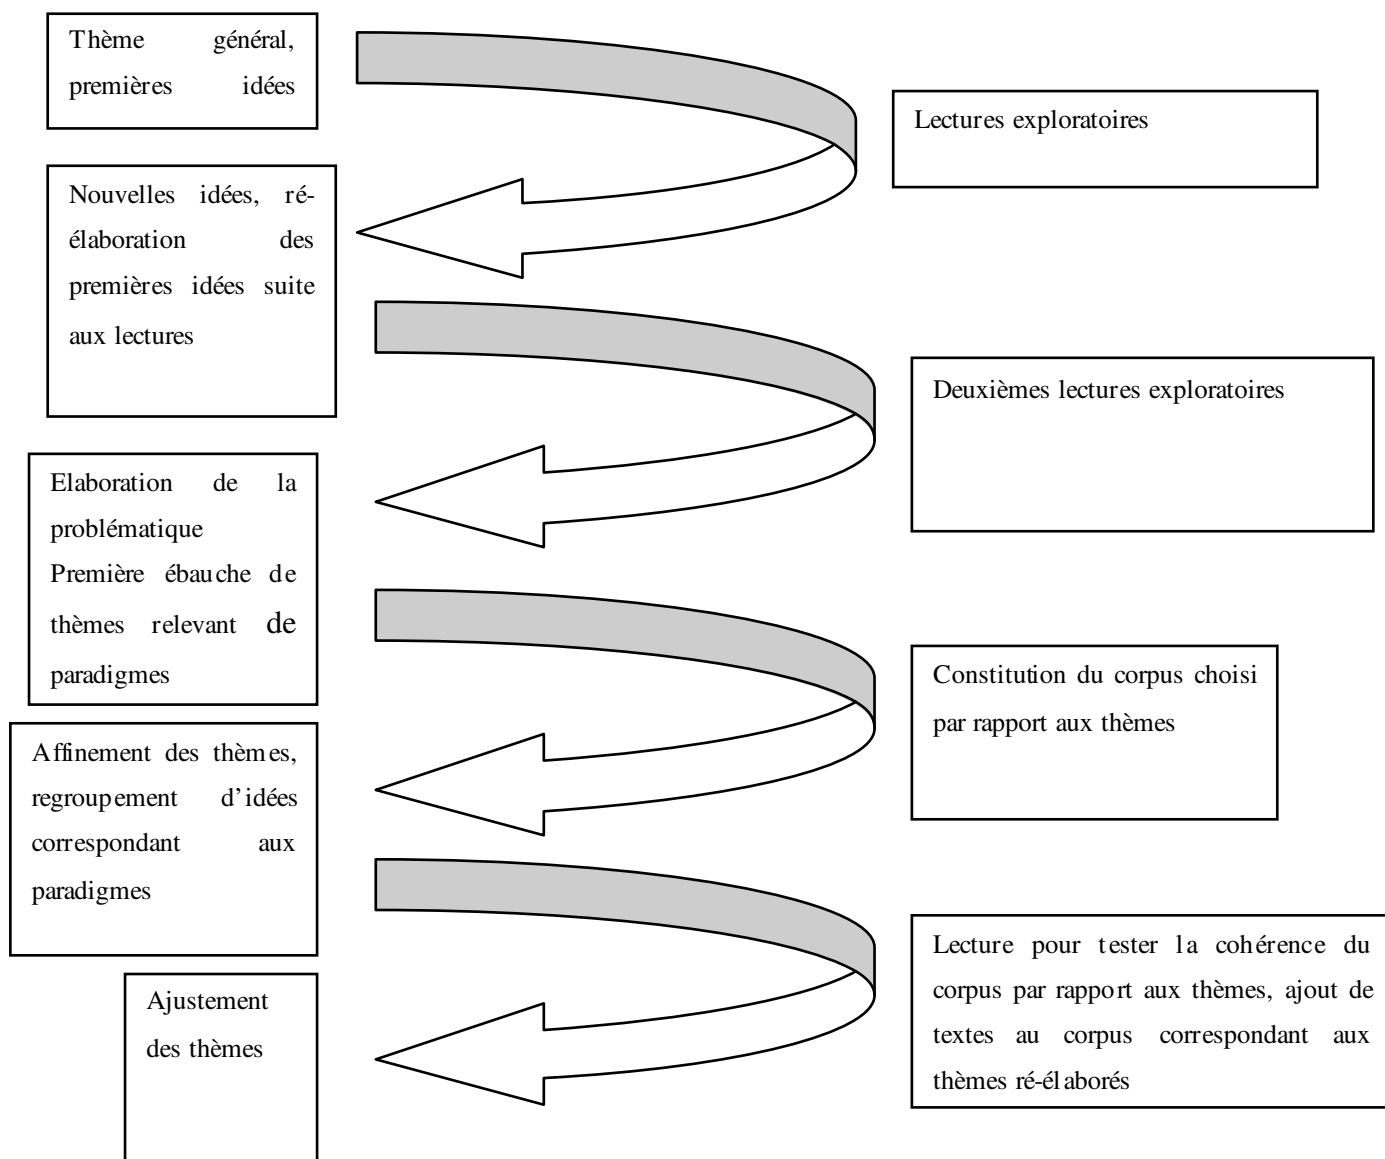 Thème général,
premières idées
Lectures exploratoires
Nouvelles idées, ré-
élaboration des
premières idées suite
aux lectures
Deuxièmes lectures exploratoires
Elaboration de la
problématique
Première ébauche de
thèmes relevant de
paradigmes
Constitution du corpus choisi
par rapport aux thèmes
Affinement des thèmes,
regroupement d’idées
correspondant aux
paradigmes
Lecture pour tester la cohérence du
corpus par rapport aux thèmes, ajout de
textes au corpus correspondant aux
thèmes ré-élaborés
Ajustement
des thèmes